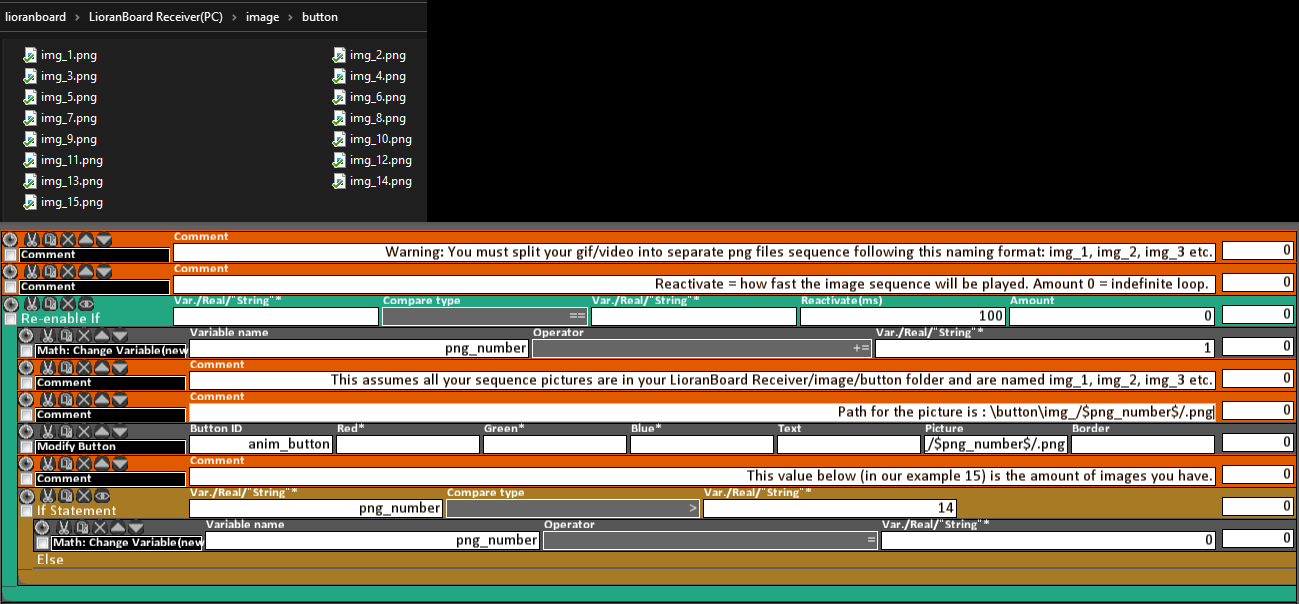 lioranboard > LioranBoard Receiver(PC) > image > button
img_1.png img_2.png
img_3.png img_4.png
img_5.png img_6.png
img_7.png img_8.png
img_9.png img_10.png
img_11.png img_12.png
img_13.png img_14.png
img_15.png
Comment
Comment Warning: You must split your gif/video into separate png files sequence following this naming format: img_1, img_2, img_3 etc. 0
Comment
Comment Reactivate = how fast the image sequence will be played. Amount 0 = indefinite loop. 0
Var./Real/"String"* Compare type Var./Real/"String"* Reactivate(ms) Amount
Re-enable If == 100 0 0
Variable name Operator Var./Real/"String"*
Math: Change Variable(new png_number += 1 0
Comment
Comment This assumes all your sequence pictures are in your LioranBoard Receiver/image/button folder and are named img_1, img_2, img_3 etc. 0
Comment
Comment Path for the picture is : \button\img_/$png_number$/.png 0
Button ID Red* Green* Blue* Text Picture Border
Modify Button anim_button /$png_number$/.png 0
Comment
Comment This value below (in our example 15) is the amount of images you have. 0
Var./Real/"String"* Compare type Var./Real/"String"*
If Statement png_number > 14 0
Variable name Operator Var./Real/"String"*
Math: Change Variable(new png_number = 0 0
Else